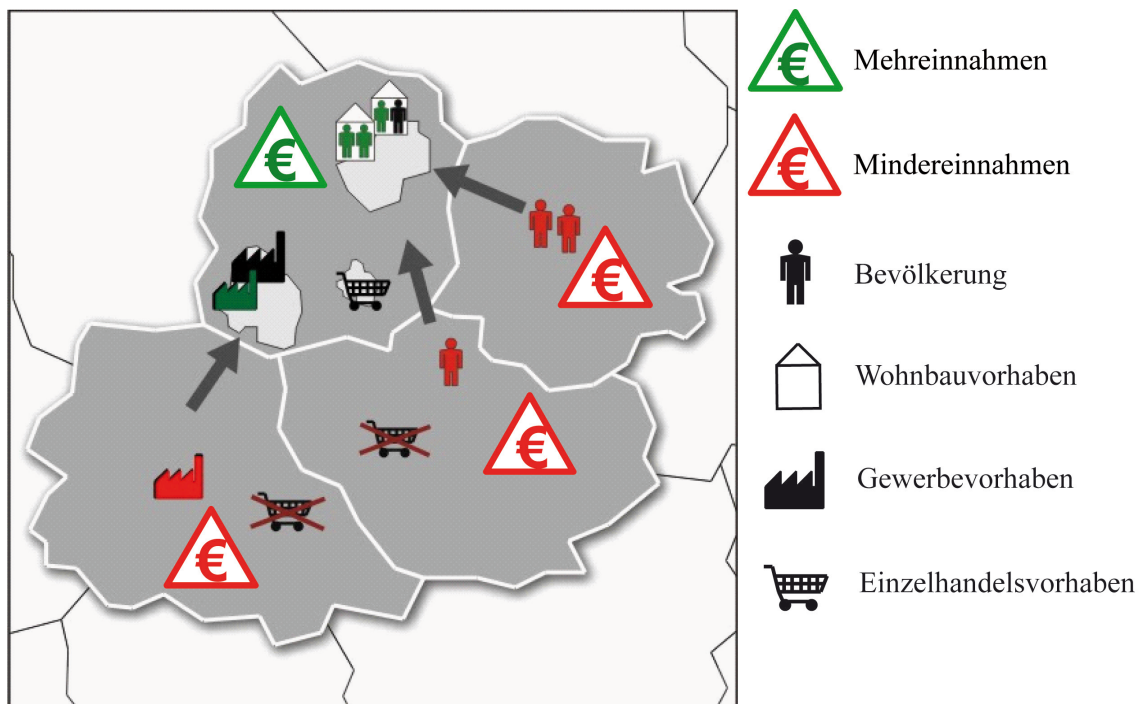 € Mehreinnahmen
€ Mindereinnahmen
Bevölkerung
Wohnbauvorhaben
Gewerbevorhaben
Einzelhandelsvorhaben
€
€
€
€